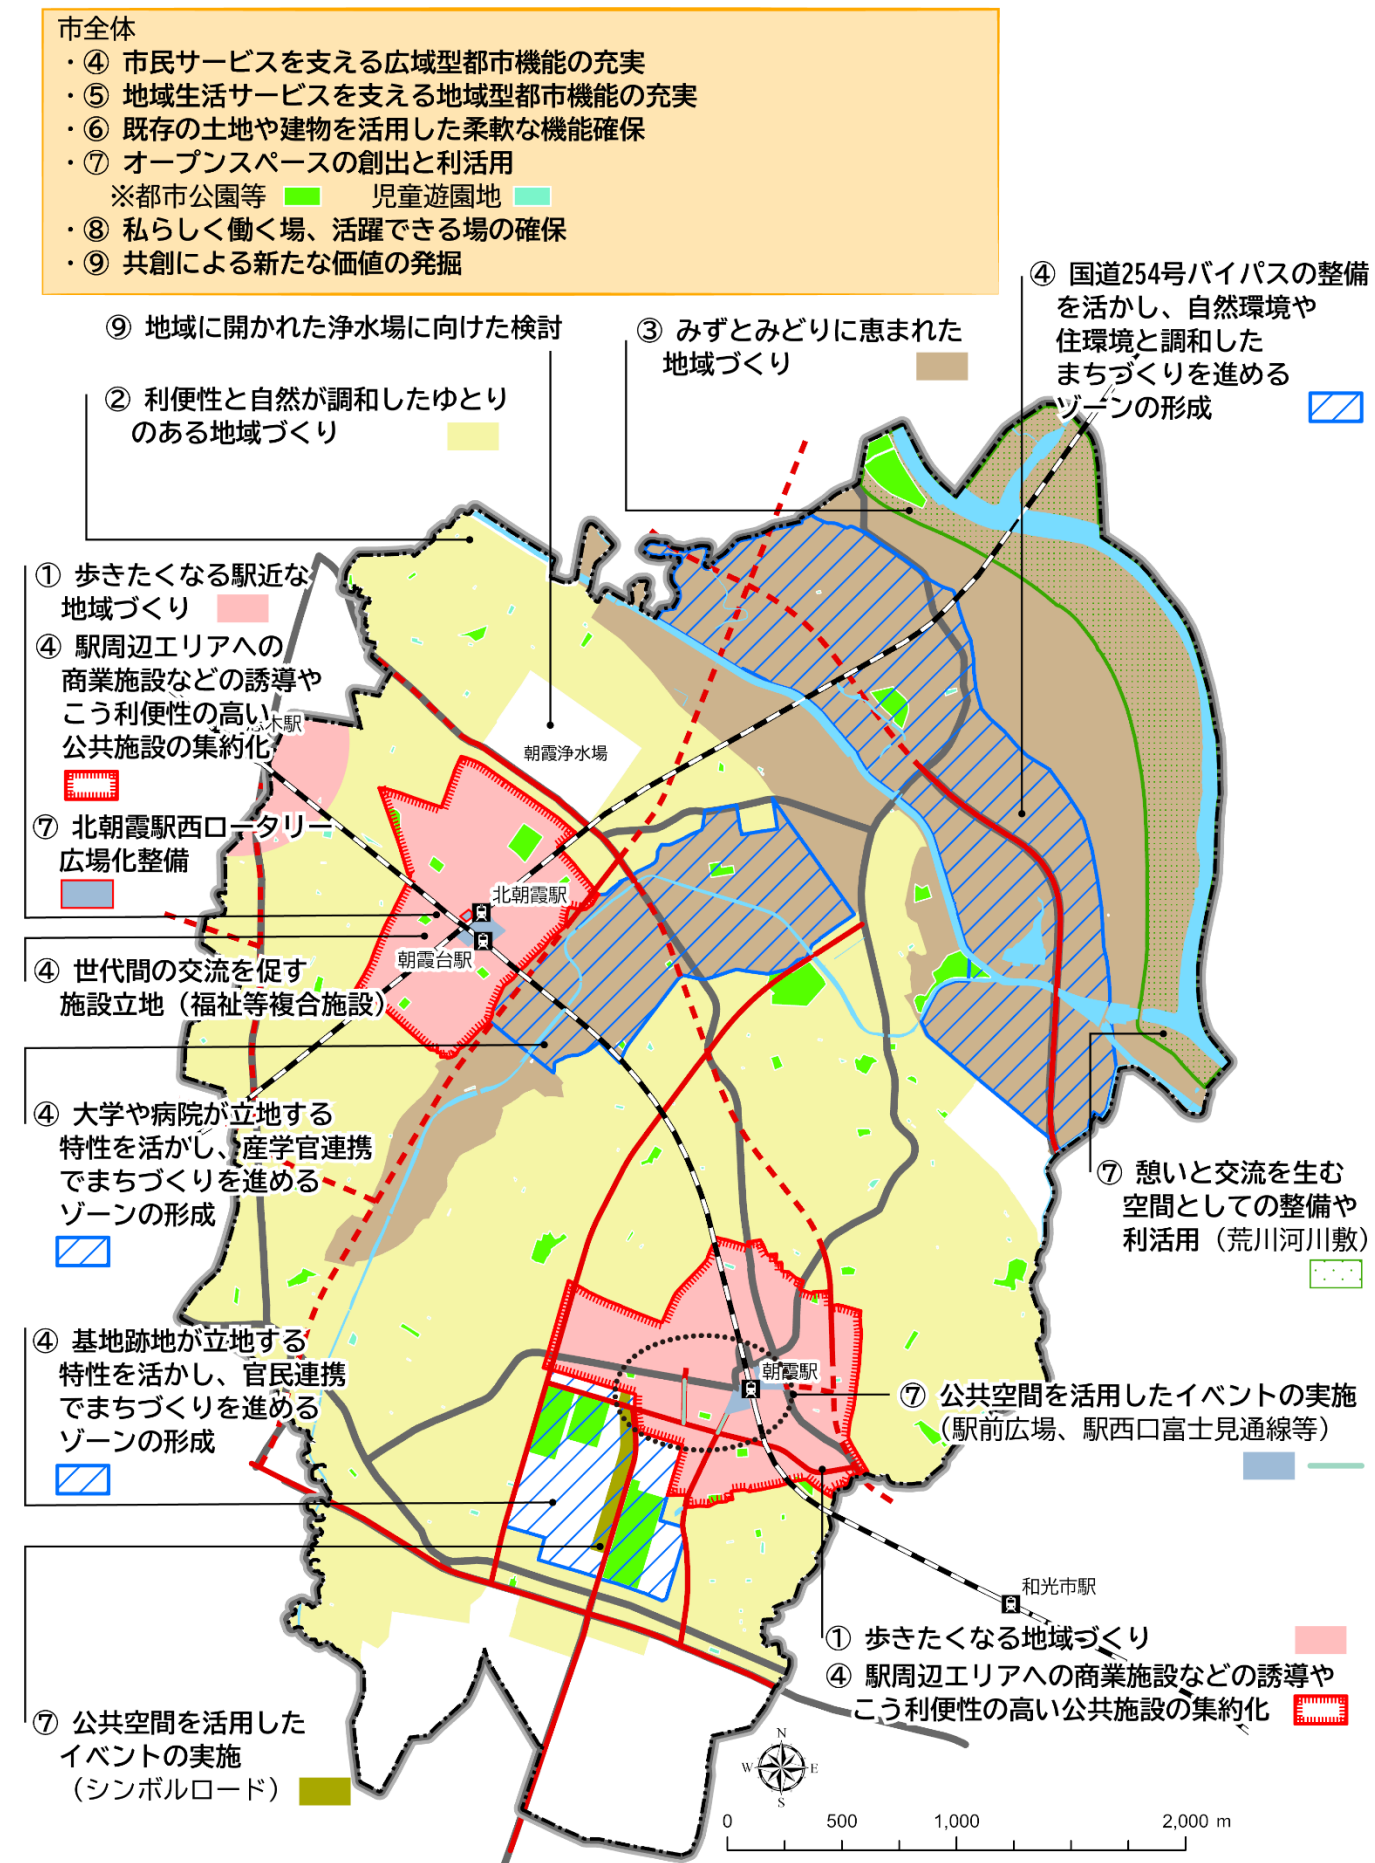 市全体
・④ 市民サービスを支える広域型都市機能の充実
・⑤ 地域生活サービスを支える地域型都市機能の充実
・⑥ 既存の土地や建物を活用した柔軟な機能確保
・⑦ オープンスペースの創出と利活用
※都市公園等 児童遊園地
・⑧ 私らしく働く場、活躍できる場の確保
・⑨ 共創による新たな価値の発掘
④ 国道254号バイパスの整備
を活かし、自然環境や
住環境と調和した
まちづくりを進める
ゾーンの形成
⑨ 地域に開かれた浄水場に向けた検討
③ みずとみどりに恵まれた
地域づくり
② 利便性と自然が調和したゆとり
のある地域づくり
① 歩きたくなる駅近な
地域づくり
④ 駅周辺エリアへの
商業施設などの誘導や
こう利便性の高い
公共施設の集約化
木駅
朝霞浄水場
⑦ 北朝霞駅西ロータリー
広場化整備
北朝霞駅
朝霞台駅
④ 世代間の交流を促す
施設立地（福祉等複合施設）
④ 大学や病院が立地する
特性を活かし、産学官連携
でまちづくりを進める
ゾーンの形成
⑦ 憩いと交流を生む
空間としての整備や
利活用（荒川河川敷）
④ 基地跡地が立地する
特性を活かし、官民連携
でまちづくりを進める
ゾーンの形成
朝霞駅
⑦ 公共空間を活用したイベントの実施
（駅前広場、駅西口富士見通線等）
和光市駅
① 歩きたくなる地域づくり
④ 駅周辺エリアへの商業施設などの誘導や
こう利便性の高い公共施設の集約化
⑦ 公共空間を活用した
イベントの実施
（シンボルロード）
N
W E
S
0 500 1,000 2,000 m